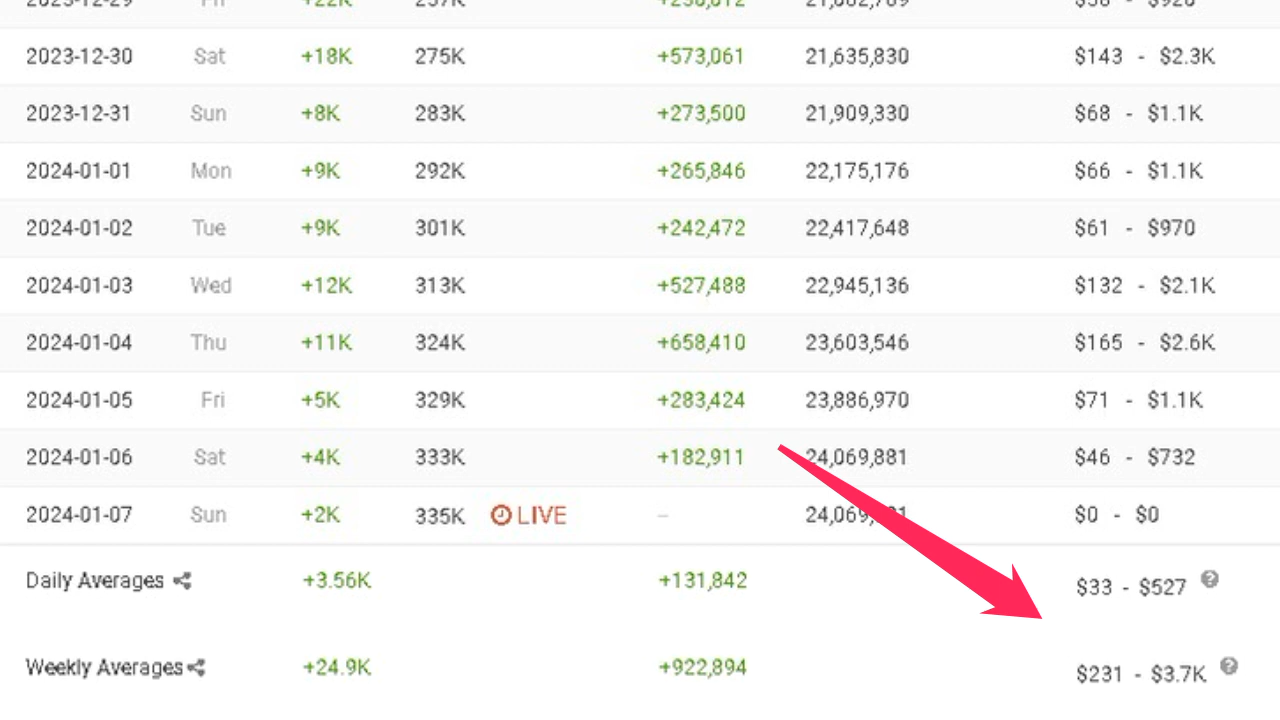 2023-12-29 Fri +22K 257K
2023-12-30 Sat +18K 275K +573,061 21,635,830 $143 - $2.3K
2023-12-31 Sun +8K 283K +273,500 21,909,330 $68 - $1.1K
2024-01-01 Mon +9K 292K +265,846 22,175,176 $66 - $1.1K
2024-01-02 Tue +9K 301K +242,472 22,417,648 $61 - $970
2024-01-03 Wed +12K 313K +527,488 22,945,136 $132 - $2.1K
2024-01-04 Thu +11K 324K +658,410 23,603,546 $165 - $2.6K
2024-01-05 Fri +5K 329K +283,424 23,886,970 $71 - $1.1K
2024-01-06 Sat +4K 333K +182,911 24,069,881 $46 - $732
2024-01-07 Sun +2K 335K LIVE – $0 - $0
Daily Averages +3.56K +131,842 $33 - $527 ?
Weekly Averages +24.9K +922,894 $231 - $3.7K ?